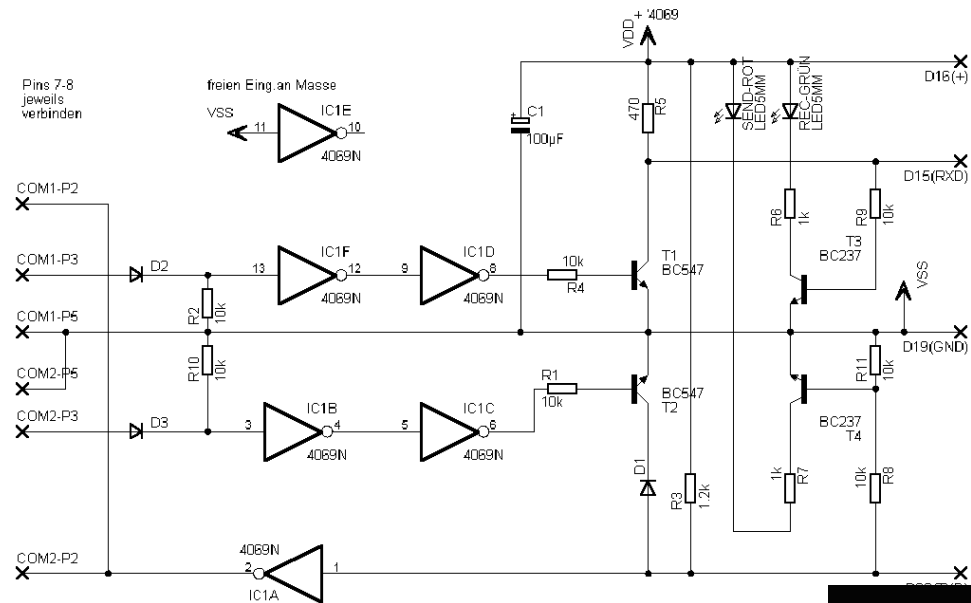 VDD
+ '4069
Pins 7-8
jeweils
verbinden
freien Eing.an Masse
VSS
11
IC1E
10
4069N
C1
+
100µF
470
R5
SEND-ROT
LED5MM
REC-GRÜN
LED5MM
D16(+)
D15(RXD)
COM1-P2
COM1-P3
D2
13
IC1F
12
4069N
9
IC1D
8
4069N
10k
R4
T1
BC547
R6
1k
R9
10k
T3
BC237
VSS
R2
10k
COM1-P5
D19(GND)
COM2-P5
R10
10k
COM2-P3
D3
3
IC1B
4
4069N
5
IC1C
6
4069N
R1
10k
BC547
T2
R11
10k
BC237
T4
D1
R3
1.2k
1k
R7
10k
R8
COM2-P2
4069N
2
IC1A
1